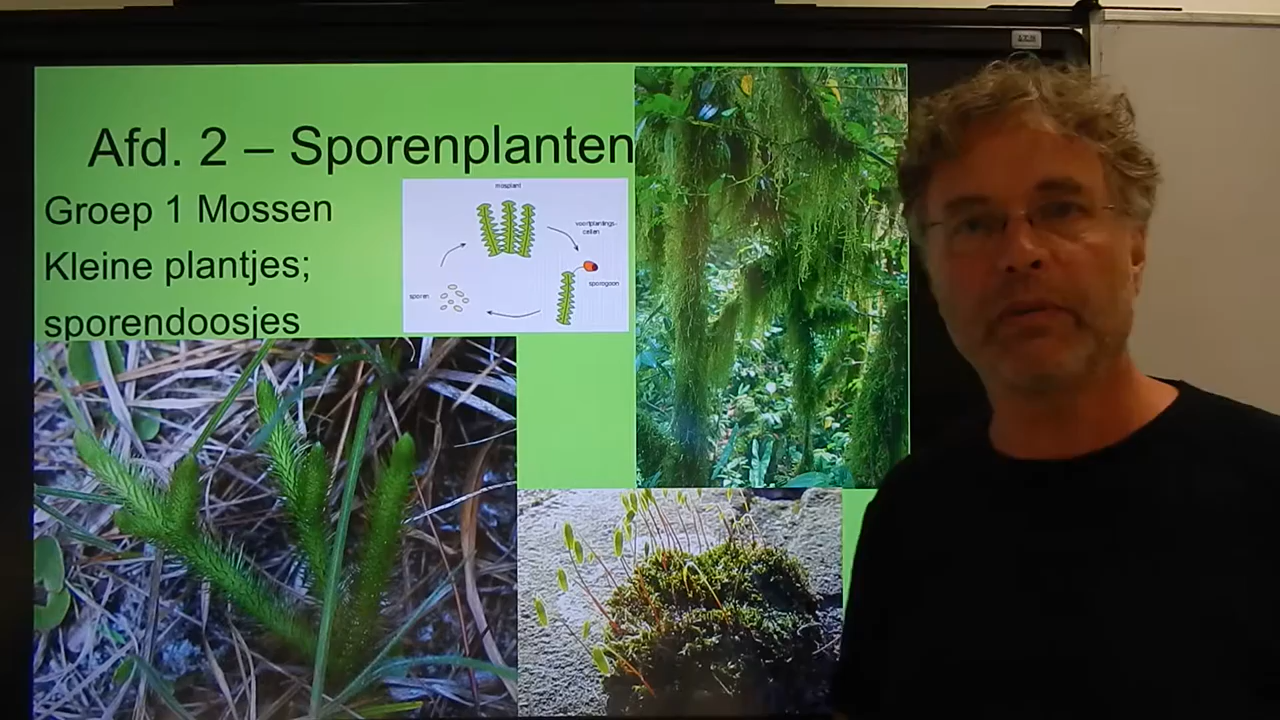 Afd. 2 – Sporenplanten
Groep 1 Mossen
Kleine plantjes;
sporendoosjes
mosplant
voortplantings-
cellen
sporogoon
sporen